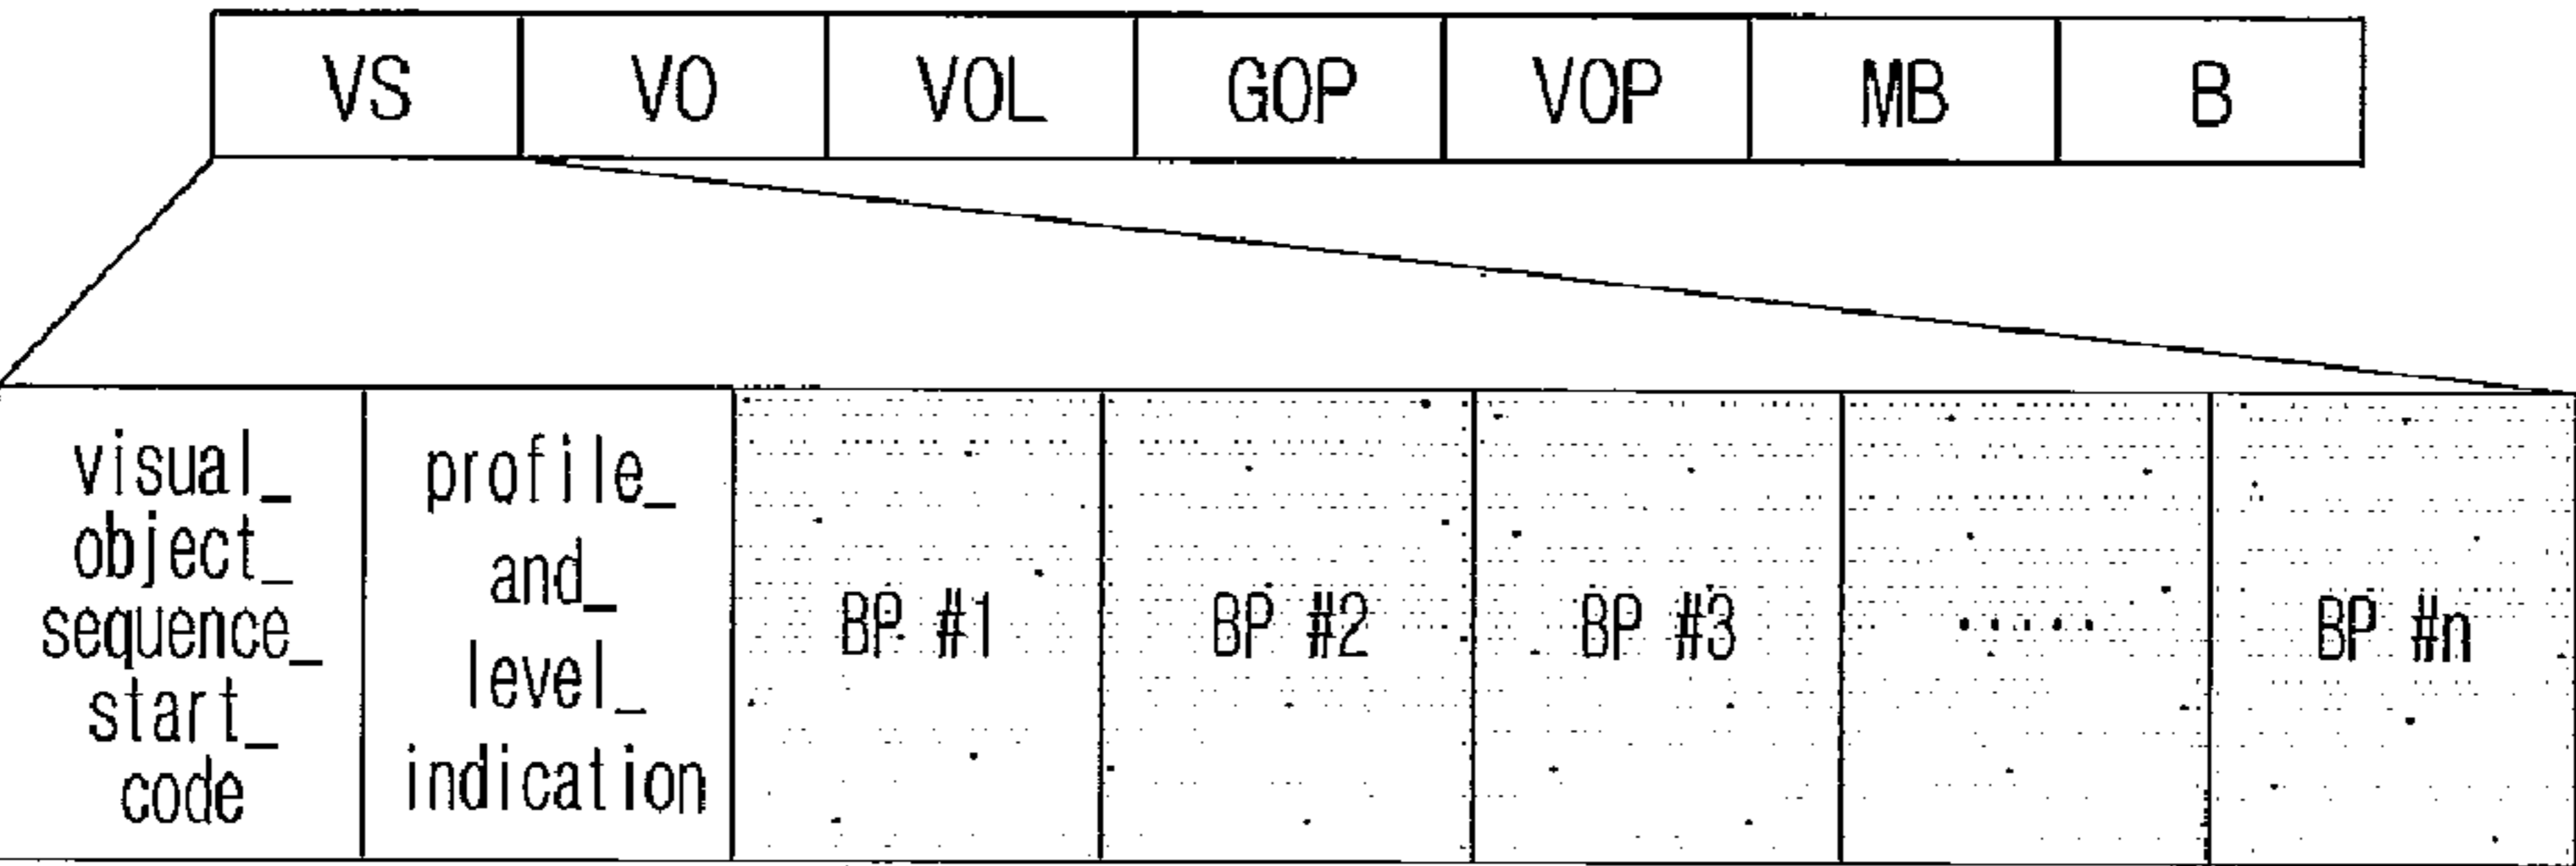 VS VO VOL GOP VOP MB B
visual_
object_
sequence_
start_
code
profile_
and_
level_
indication
BP #1
BP #2
BP #3
.....
BP #n